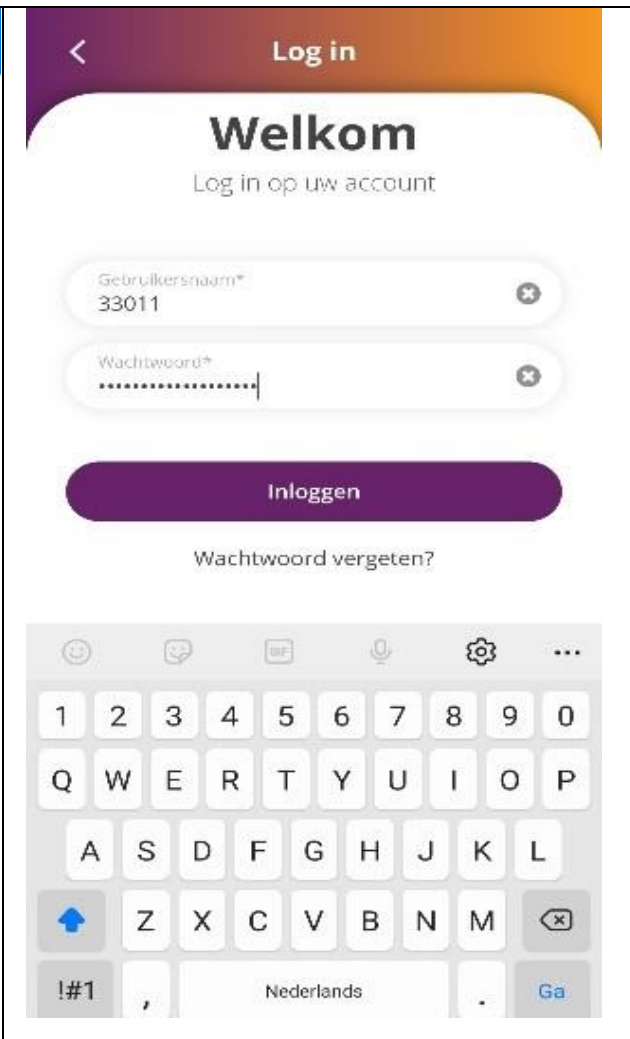 Log in
Welkom
Log in op uw account
Gebruikersnaam*
33011
Wachtwoord*
•••••••••••••••••••
Inloggen
Wachtwoord vergeten?
GIF
1 2 3 4 5 6 7 8 9 0
Q W E R T Y U I O P
A S D F G H J K L
Z X C V B N M
!#1 , Nederlands . Ga